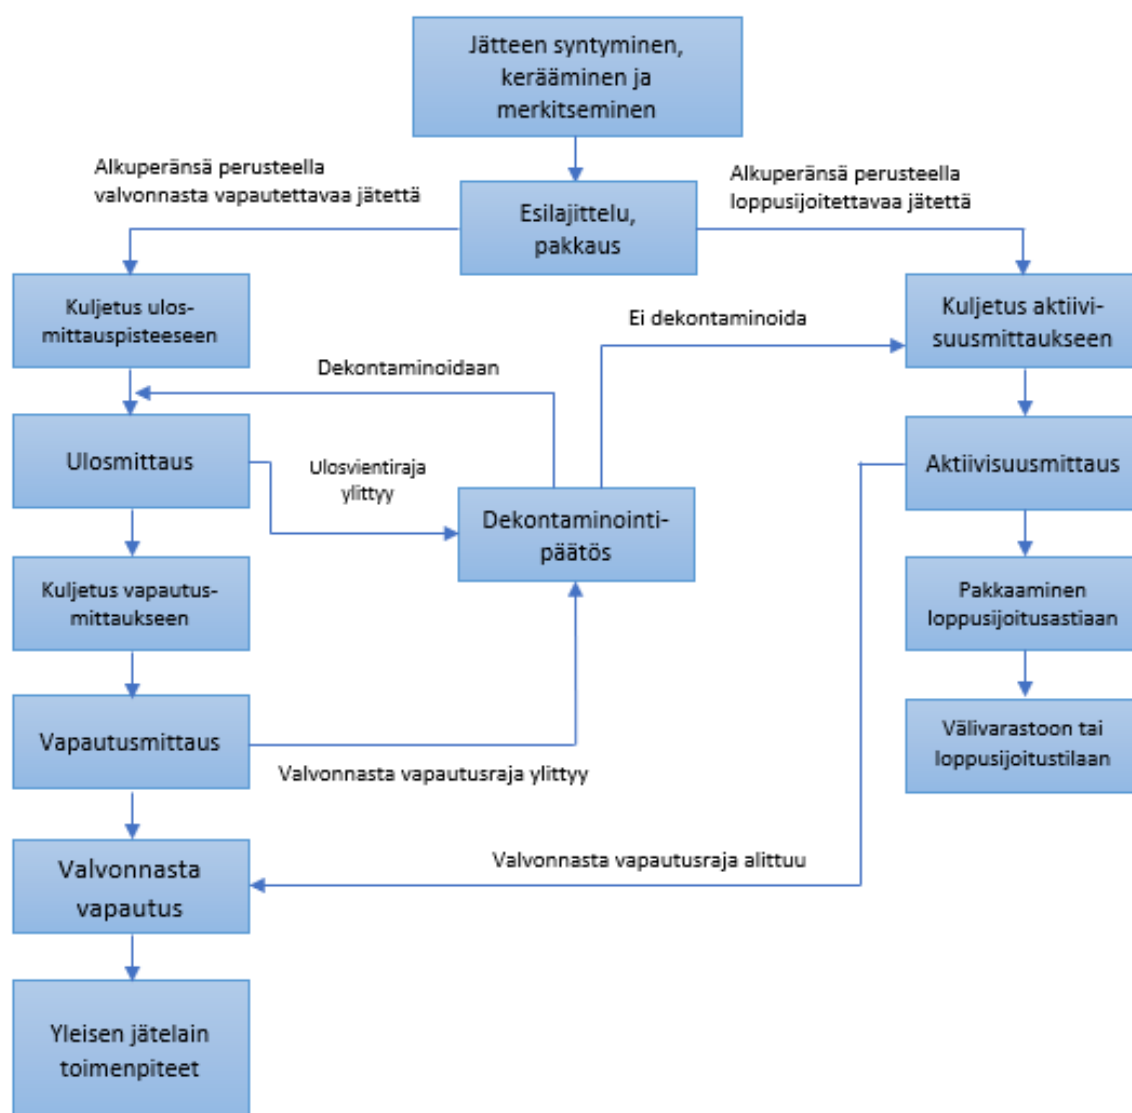 Jätteen syntyminen,
kerääminen ja
merkitseminen
Alkuperänsä perusteella
valvonnasta vapautettavaa jätettä
Alkuperänsä perusteella
loppusijoitettavaa jätettä
Esilajittelu,
pakkaus
Kuljetus ulos-
mittauspisteeseen
Ei dekontaminoida
Kuljetus aktiivi-
suusmittaukseen
Dekontaminoidaan
Ulosmittaus
Ulosvientiraja
ylittyy
Dekontaminointi-
päätös
Aktiivisuusmittaus
Kuljetus vapautus-
mittaukseen
Pakkaaminen
loppusijoitusastiaan
Vapautusmittaus
Valvonnasta vapautusraja ylittyy
Välivarastoon tai
loppusijoitustilaan
Valvonnasta
vapautus
Valvonnasta vapautusraja alittuu
Yleisen jätelain
toimenpiteet